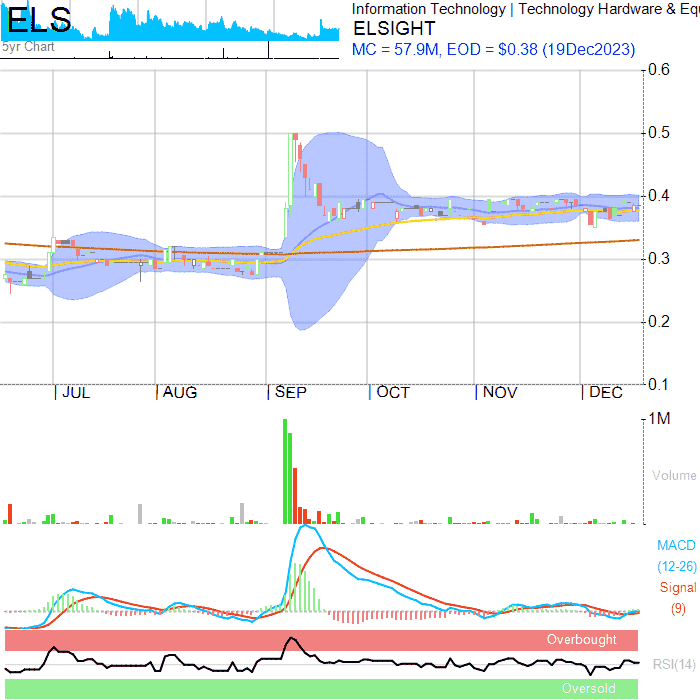 ELS
5yr Chart
Information Technology | Technology Hardware & Equ
ELSIGHT
MC = 57.9M, EOD = $0.38 (19Dec2023)
0.6
0.5
0.4
0.3
0.2
0.1
JUL AUG SEP OCT NOV DEC
1M
Volume
MACD
(12-26)
Signal
(9)
Overbought
RSI(14)
Oversold